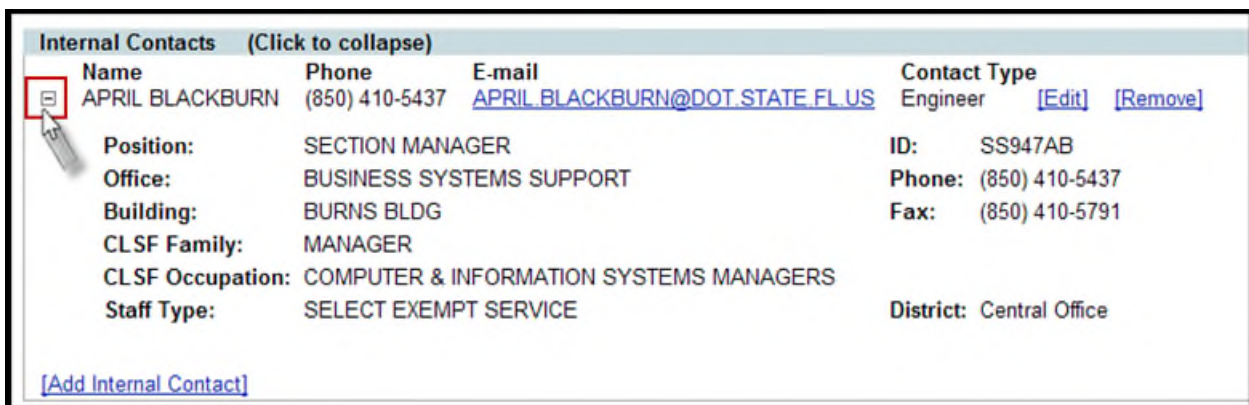 Internal Contacts (Click to collapse)
Name Phone E-mail Contact Type
APRIL BLACKBURN (850) 410-5437 APRIL.BLACKBURN@DOT.STATE.FL.US Engineer [Edit] [Remove]
Position: SECTION MANAGER ID: SS947AB
Office: BUSINESS SYSTEMS SUPPORT Phone: (850) 410-5437
Building: BURNS BLDG Fax: (850) 410-5791
CLSF Family: MANAGER
CLSF Occupation: COMPUTER & INFORMATION SYSTEMS MANAGERS
Staff Type: SELECT EXEMPT SERVICE District: Central Office
[Add Internal Contact]